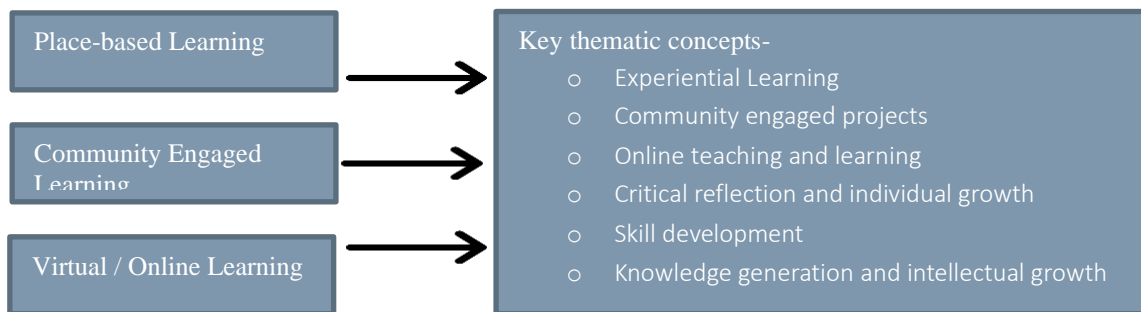 Place-based Learning
Community Engaged
Learning
Virtual / Online Learning
Key thematic concepts-
o Experiential Learning
o Community engaged projects
o Online teaching and learning
o Critical reflection and individual growth
o Skill development
o Knowledge generation and intellectual growth